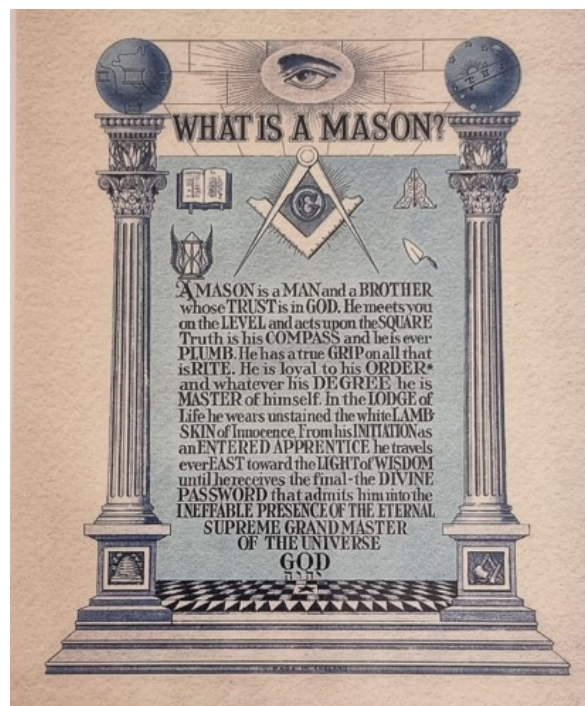 WHAT IS A MASON?
G
A MASON is a MAN and a BROTHER
whose TRUST is in GOD. He meets you
on the LEVEL and acts upon the SQUARE
Truth is his COMPASS and he is ever
PLUMB. He has a true GRIP on all that
is RITE. He is loyal to his ORDER*
and whatever his DEGREE he is
MASTER of himself. In the LODGE of
Life he wears unstained the white LAMB-
SKIN of Innocence. From his INITIATION as
an ENTERED APPRENTICE he travels
ever EAST toward the LIGHT of WISDOM
until he receives the final-the DIVINE
PASSWORD that admits him into the
INEFFABLE PRESENCE OF THE ETERNAL
SUPREME GRAND MASTER
OF THE UNIVERSE
GOD
יהוה